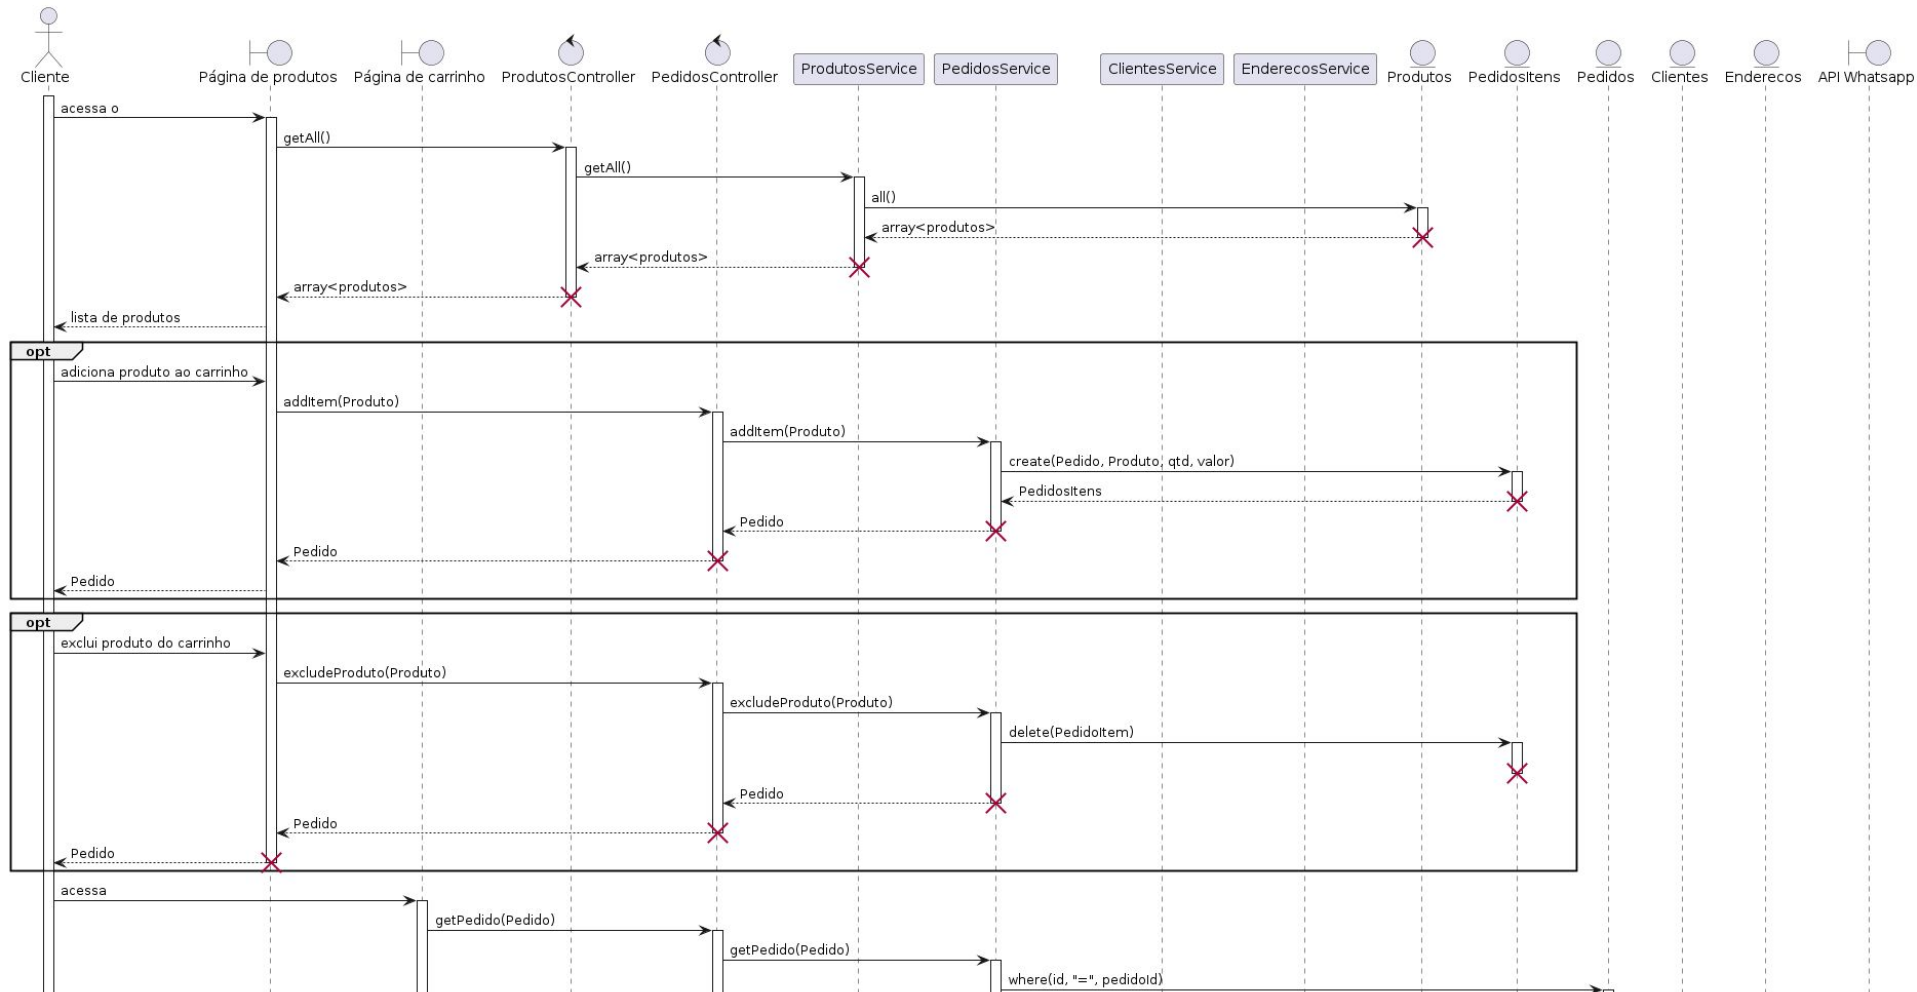 Cliente
Página de produtos
Página de carrinho
ProdutosController
PedidosController
ProdutosService
PedidosService
ClientesService
EnderecosService
Produtos
PedidosItens
Pedidos
Clientes
Enderecos
API Whatsapp
acessa o
getAll()
getAll()
all()
array<produtos>
array<produtos>
array<produtos>
lista de produtos
opt
adiciona produto ao carrinho
addItem(Produto)
addItem(Produto)
create(Pedido, Produto, qtd, valor)
PedidosItens
Pedido
Pedido
Pedido
opt
exclui produto do carrinho
excludeProduto(Produto)
excludeProduto(Produto)
delete(PedidoItem)
Pedido
Pedido
Pedido
acessa
getPedido(Pedido)
getPedido(Pedido)
where(id, "=", pedidoId)